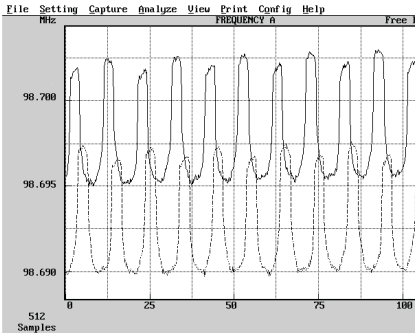 File Setting Capture Analyze View Print Config Help
MHz FREQUENCY A Free
98.700
98.695
98.690
0 25 50 75 100
512
Samples